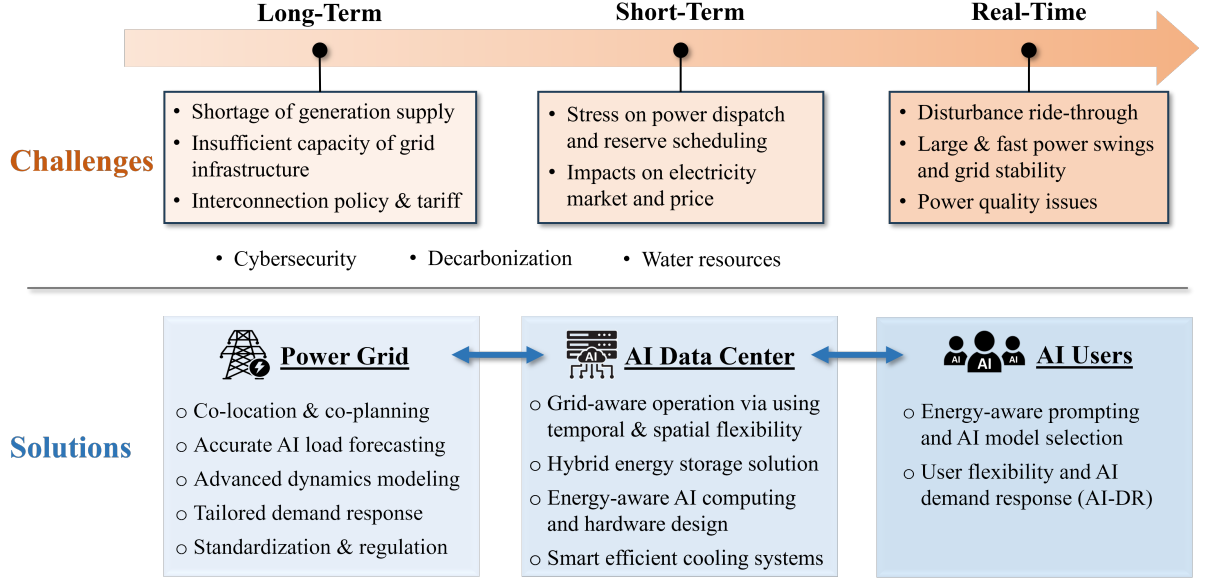 Long-Term
Short-Term
Real-Time
Challenges
• Shortage of generation supply
• Insufficient capacity of grid
infrastructure
• Interconnection policy & tariff
• Stress on power dispatch
and reserve scheduling
• Impacts on electricity
market and price
• Disturbance ride-through
• Large & fast power swings
and grid stability
• Power quality issues
• Cybersecurity
• Decarbonization
• Water resources
Solutions
Power Grid
○ Co-location & co-planning
○ Accurate AI load forecasting
○ Advanced dynamics modeling
○ Tailored demand response
○ Standardization & regulation
AI
AI Data Center
○ Grid-aware operation via using
temporal & spatial flexibility
○ Hybrid energy storage solution
○ Energy-aware AI computing
and hardware design
○ Smart efficient cooling systems
AI
AI
AI
AI Users
○ Energy-aware prompting
and AI model selection
○ User flexibility and AI
demand response (AI-DR)